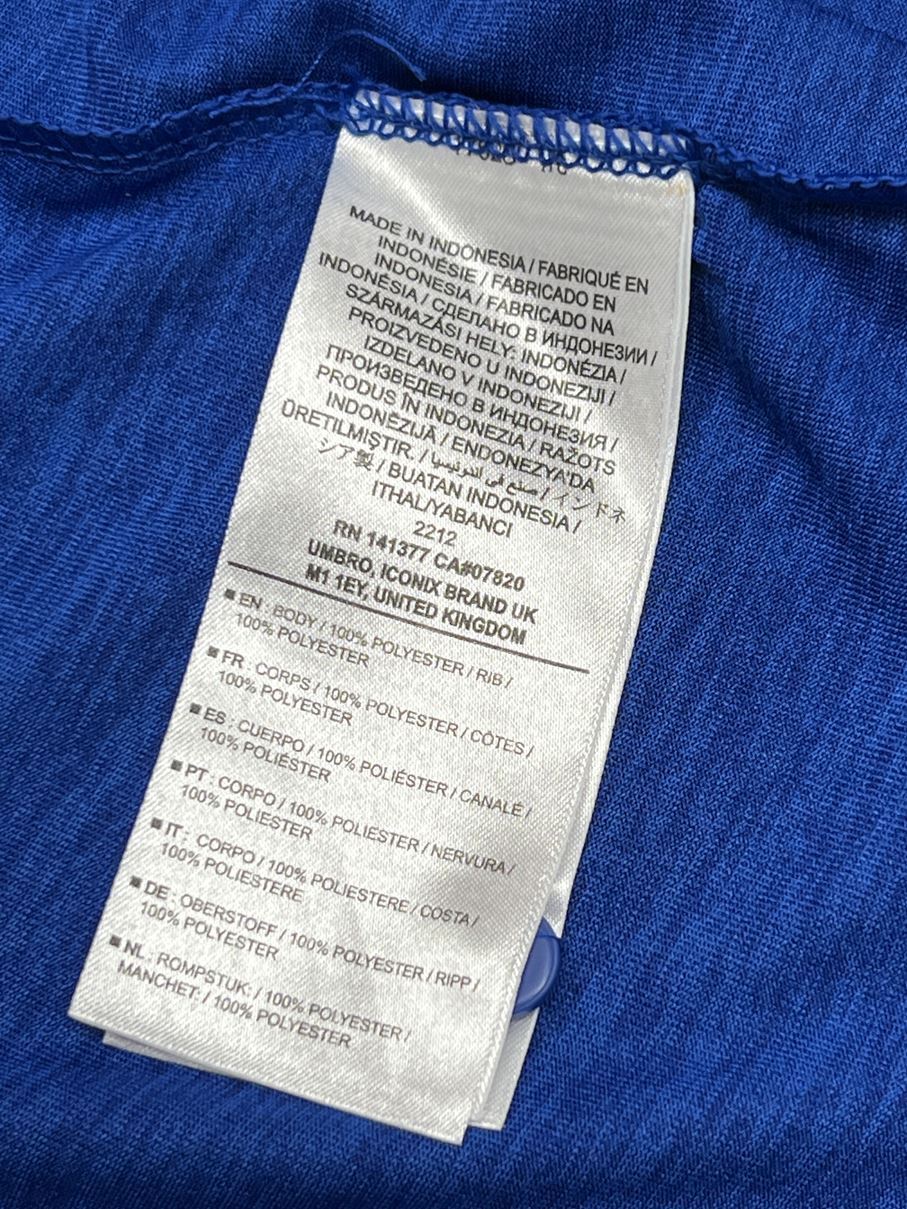 MADE IN INDONESIA / FABRIQUÉ EN
INDONÉSIE / FABRICADO EN
INDONESIA / FABRICADO NA
INDONÉSIA / СДЕЛАНО В ИНДОНЕЗИИ /
SZÁRMAZÁSI HELY: INDONÉZIA /
PROIZVEDENO U INDONEZIJI /
IZDELANO V INDONEZIJI /
ПРОИЗВЕДЕНО В ИНДОНЕЗИЯ /
PRODUS ÎN INDONEZIA / RAŽOTS
INDONĒZIJĀ / ENDONEZYA'DA
ÜRETILMIŞTIR. / صنع في اندونيسيا / インドネ
シア製 / BUATAN INDONESIA /
ITHAL/YABANCI
2212
RN 141377 CA#07820
UMBRO, ICONIX BRAND UK
M1 1EY, UNITED KINGDOM
■ EN : BODY / 100% POLYESTER / RIB /
100% POLYESTER
■ FR : CORPS / 100% POLYESTER / CÔTES /
100% POLYESTER
■ ES : CUERPO / 100% POLIÉSTER / CANALÉ /
100% POLIÉSTER
■ PT : CORPO / 100% POLIESTER / NERVURA /
100% POLIESTER
■ IT : CORPO / 100% POLIESTERE / COSTA /
100% POLIESTERE
■ DE : OBERSTOFF / 100% POLYESTER / RIPP /
100% POLYESTER
■ NL : ROMPSTUK: / 100% POLYESTER /
MANCHET: / 100% POLYESTER